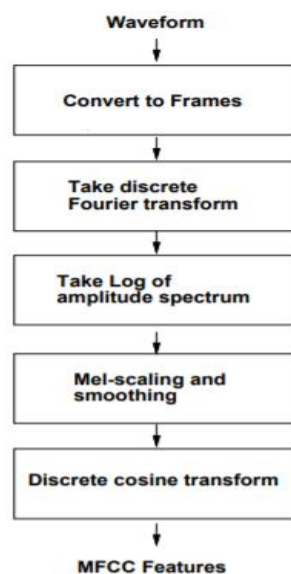 Waveform
Convert to Frames
Take discrete
Fourier transform
Take Log of
amplitude spectrum
Mel-scaling and
smoothing
Discrete cosine transform
MFCC Features